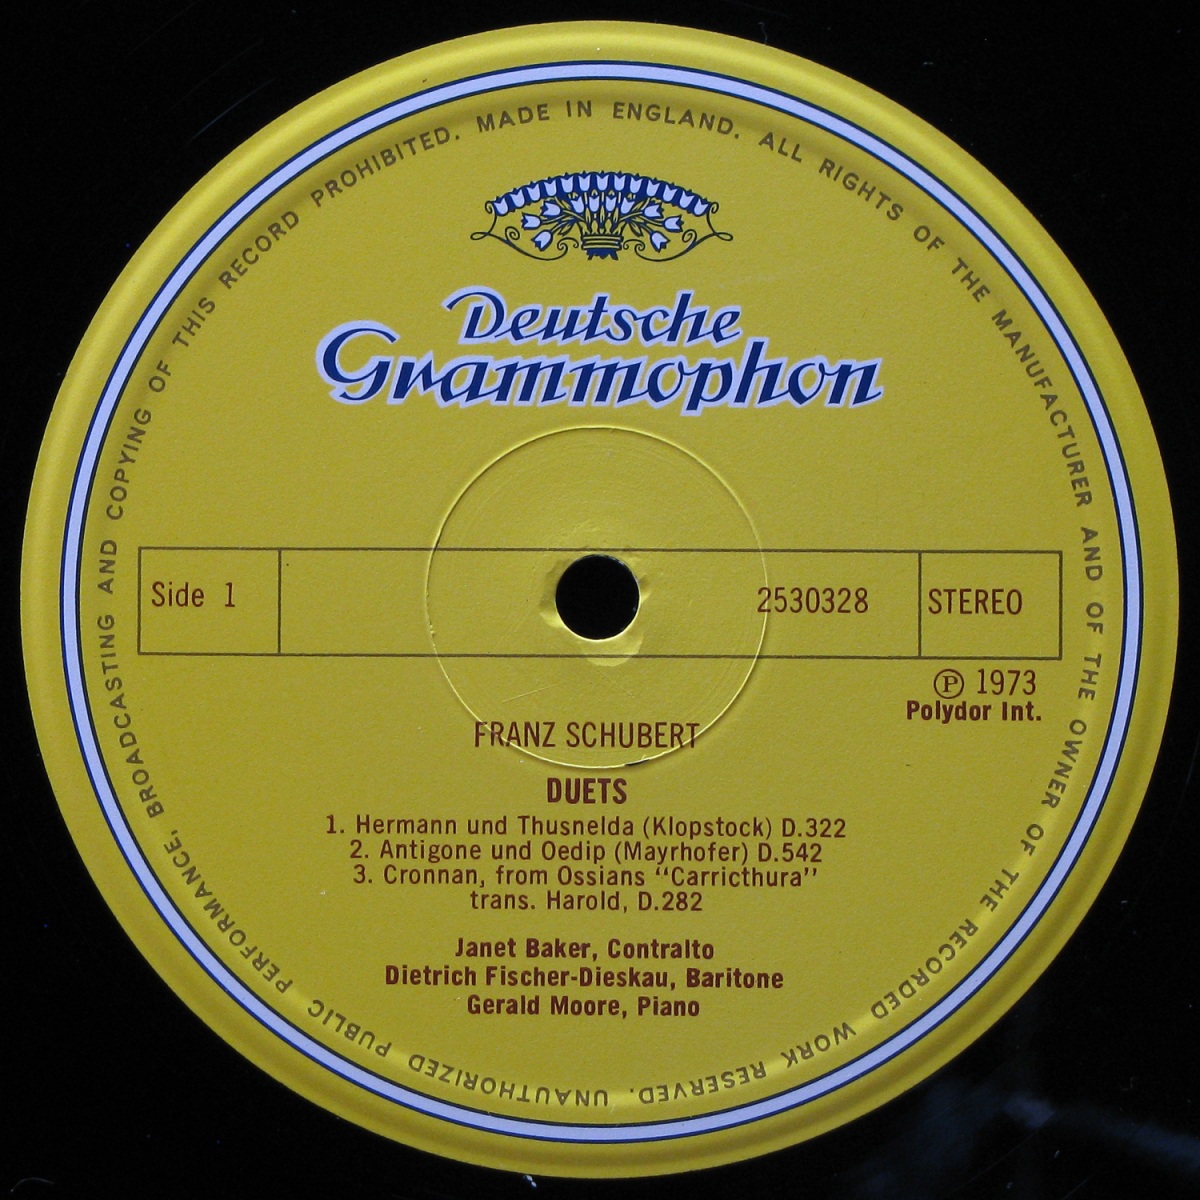 MADE IN ENGLAND. ALL RIGHTS OF THE MANUFACTURER AND OF THE OWNER OF THE RECORDED WORK RESERVED. UNAUTHORIZED PUBLIC PERFORMANCE, BROADCASTING AND COPYING OF THIS RECORD PROHIBITED.
Deutsche
Grammophon
Side 1
2530328
STEREO
℗ 1973
Polydor Int.
FRANZ SCHUBERT
DUETS
1. Hermann und Thusnelda (Klopstock) D.322
2. Antigone und Oedip (Mayrhofer) D.542
3. Cronnan, from Ossians “Carricthura”
trans. Harold, D.282
Janet Baker, Contralto
Dietrich Fischer-Dieskau, Baritone
Gerald Moore, Piano